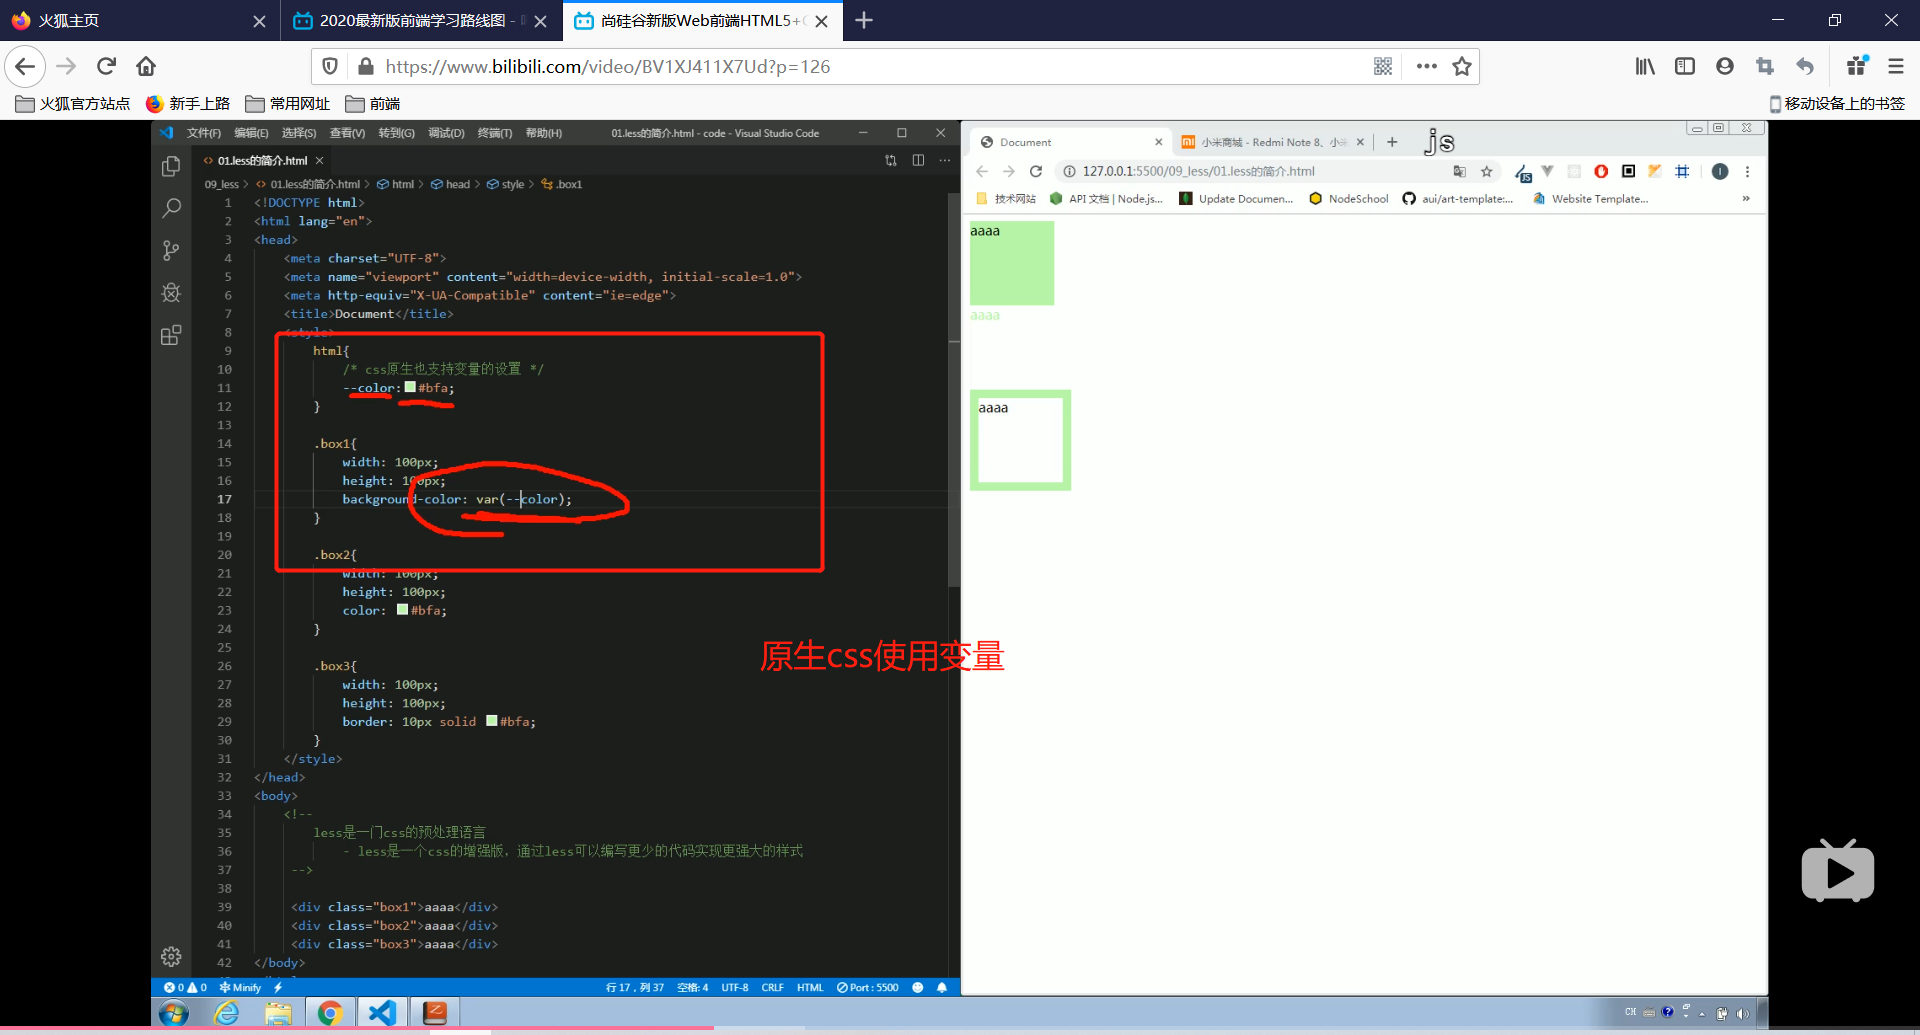 火狐主页
2020最新版前端学习路线图 -
尚硅谷新版Web前端HTML5+
https://www.bilibili.com/video/BV1XJ411X7Ud?p=126
火狐官方站点 新手上路 常用网址 前端 移动设备上的书签
文件(F) 编辑(E) 选择(S) 查看(V) 转到(G) 调试(D) 终端(T) 帮助(H) 01.less的简介.html - code - Visual Studio Code
01.less的简介.html
09_less > 01.less的简介.html > html > head > style > .box1
1 <!DOCTYPE html>
2 <html lang="en">
3 <head>
4 <meta charset="UTF-8">
5 <meta name="viewport" content="width=device-width, initial-scale=1.0">
6 <meta http-equiv="X-UA-Compatible" content="ie=edge">
7 <title>Document</title>
8 <style>
9 html{
10 /* css原生也支持变量的设置 */
11 --color:#bfa;
12 }
13
14 .box1{
15 width: 100px;
16 height: 100px;
17 background-color: var(--color);
18 }
19
20 .box2{
21 width: 100px;
22 height: 100px;
23 color: #bfa;
24 }
25
26 .box3{
27 width: 100px;
28 height: 100px;
29 border: 10px solid #bfa;
30 }
31 </style>
32 </head>
33 <body>
34 <!--
35 less是一门css的预处理语言
36 - less是一个css的增强版，通过less可以编写更少的代码实现更强大的样式
37 -->
38
39 <div class="box1">aaaa</div>
40 <div class="box2">aaaa</div>
41 <div class="box3">aaaa</div>
42 </body>
原生css使用变量
0 0 Minify 行 17，列 37 空格: 4 UTF-8 CRLF HTML Port : 5500
Document
小米商城 - Redmi Note 8、小米
js
127.0.0.1:5500/09_less/01.less的简介.html
JS
技术网站 API 文档 | Node.js... Update Documen... NodeSchool aui/art-template:... Website Template... »
aaaa
aaaa
aaaa
CH